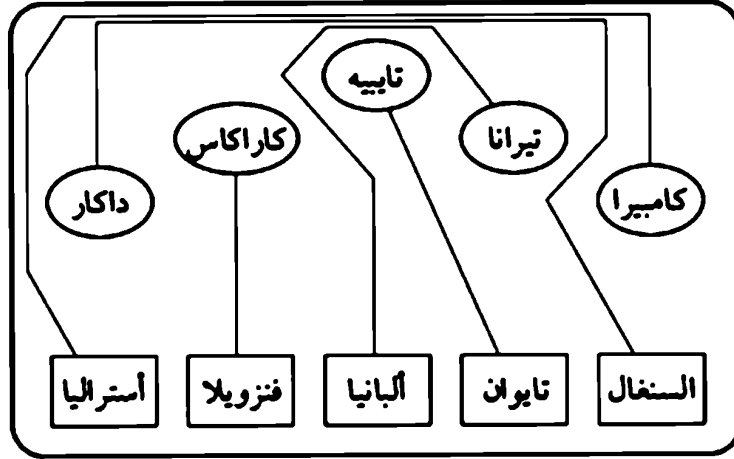 تايبيه
تيرانا
كاراكاس
كامبيرا
داكار
السنغال
تايوان
ألبانيا
فنزويلا
أستراليا